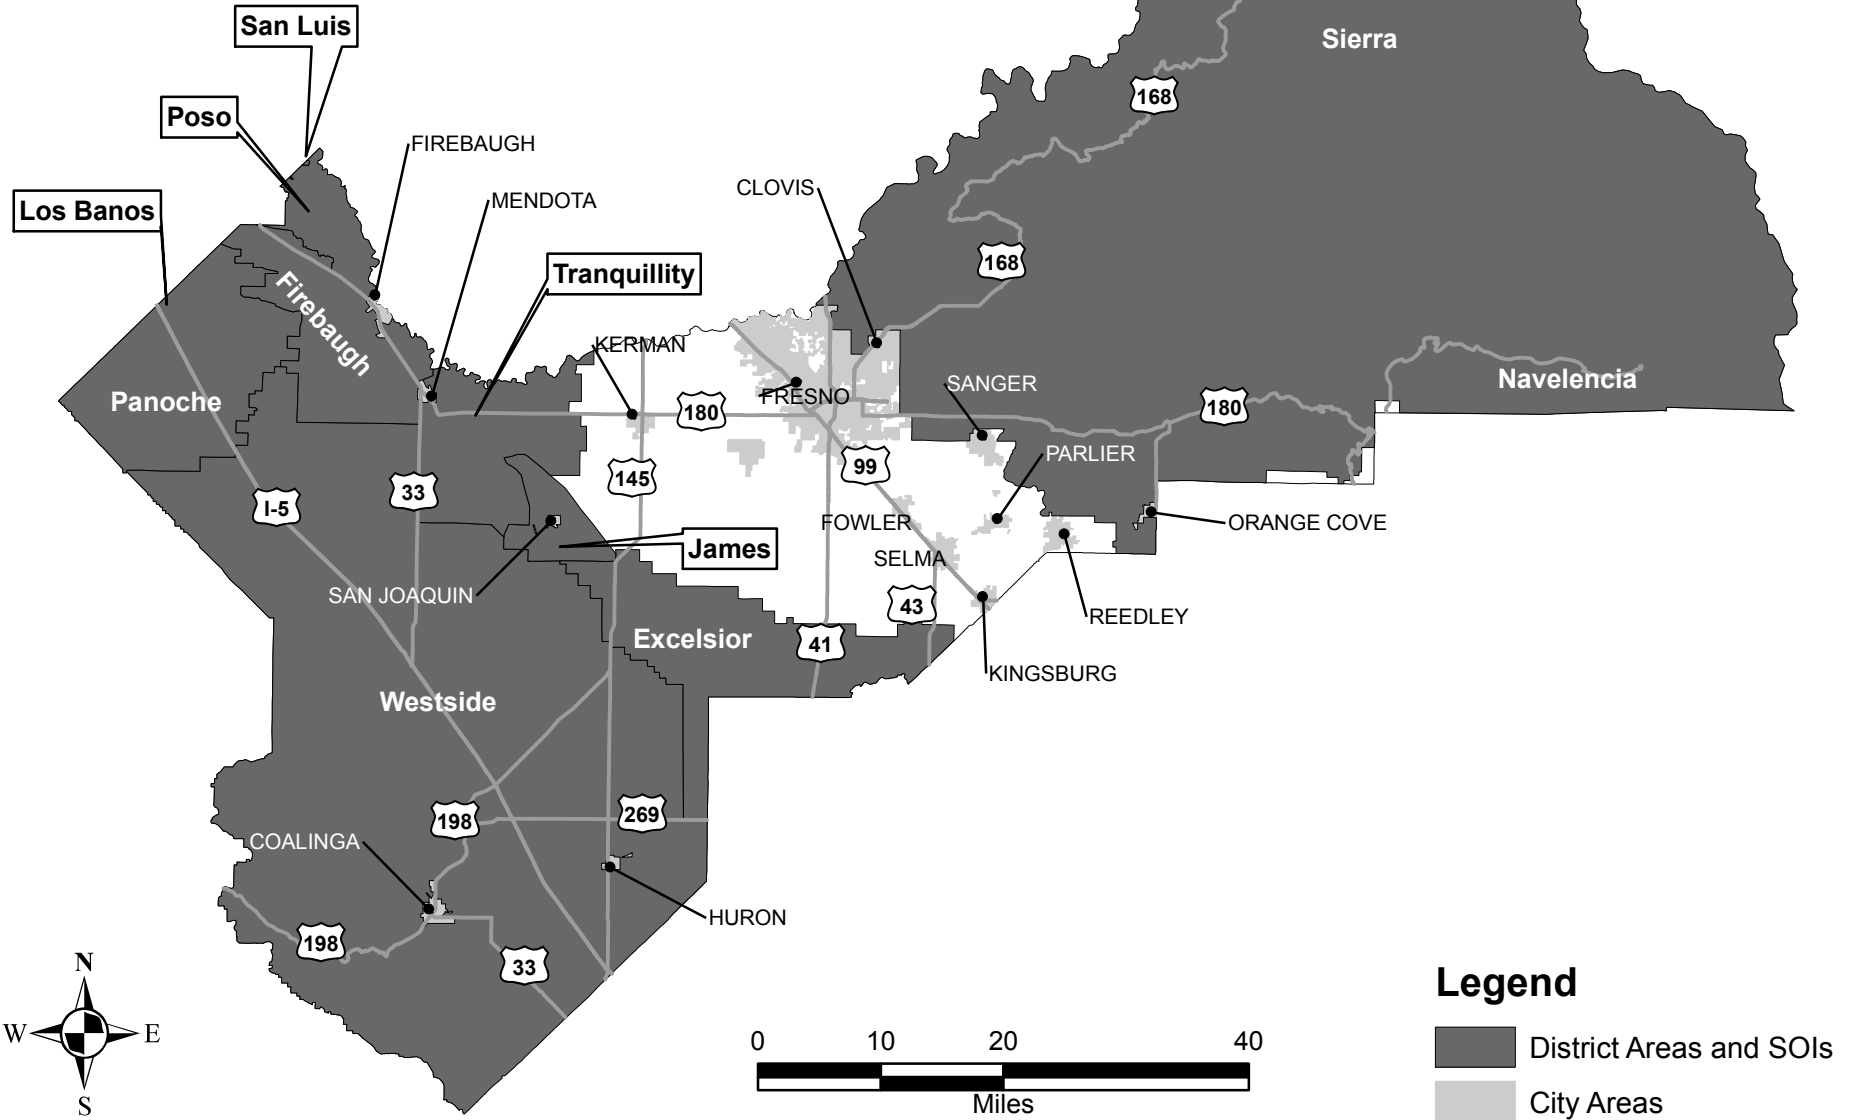 San Luis
Sierra
168
Poso
FIREBAUGH
CLOVIS
MENDOTA
Los Banos
168
Tranquillity
Firebaugh
KERMAN
SANGER
Navelencia
FRESNO
Panoche
180
180
PARLIER
99
145
33
I-5
FOWLER
ORANGE COVE
James
SELMA
SAN JOAQUIN
43
REEDLEY
Excelsior
41
KINGSBURG
Westside
198
269
COALINGA
HURON
198
33
N
W
E
S
0 10 20 40
Miles
Legend
District Areas and SOIs
City Areas